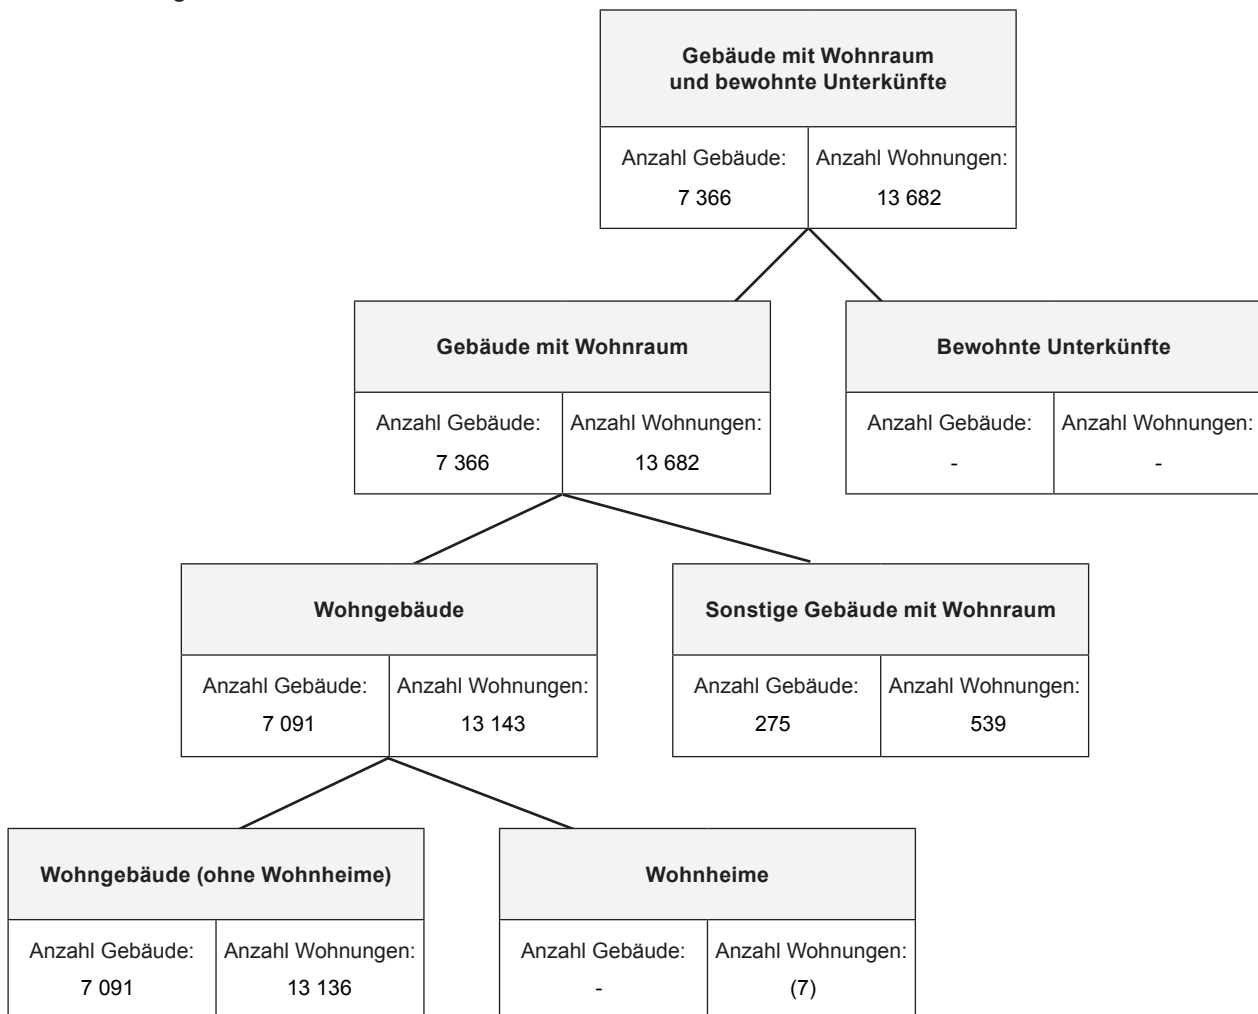 Gebäude mit Wohnraum
und bewohnte Unterkünfte
Anzahl Gebäude: Anzahl Wohnungen:
7 366 13 682
Gebäude mit Wohnraum Bewohnte Unterkünfte
Anzahl Gebäude: Anzahl Wohnungen: Anzahl Gebäude: Anzahl Wohnungen:
7 366 13 682 - -
Wohngebäude Sonstige Gebäude mit Wohnraum
Anzahl Gebäude: Anzahl Wohnungen: Anzahl Gebäude: Anzahl Wohnungen:
7 091 13 143 275 539
Wohngebäude (ohne Wohnheime) Wohnheime
Anzahl Gebäude: Anzahl Wohnungen: Anzahl Gebäude: Anzahl Wohnungen:
7 091 13 136 - (7)